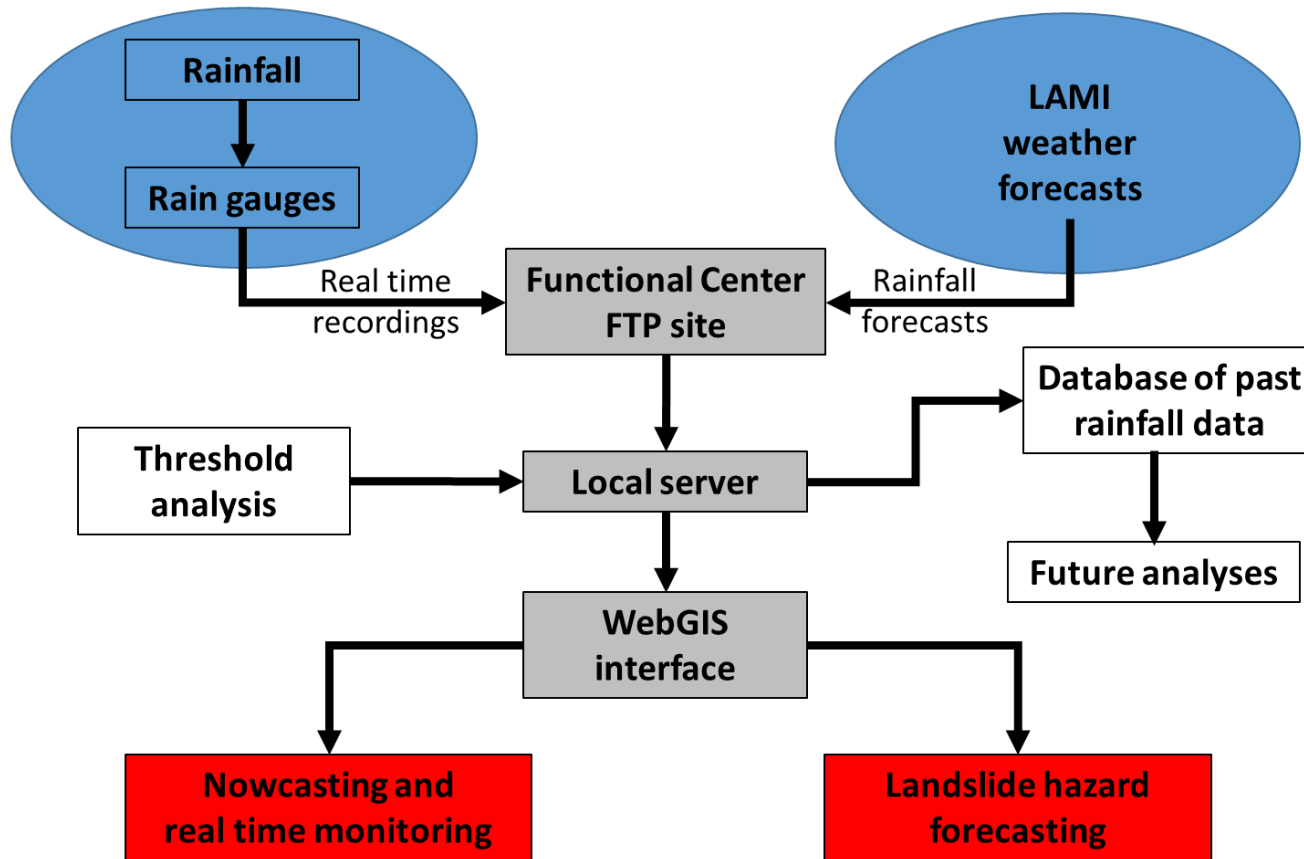 Rainfall
Rain gauges
LAMI
weather
forecasts
Real time
recordings
Functional Center
FTP site
Rainfall
forecasts
Database of past
rainfall data
Threshold
analysis
Local server
Future analyses
WebGIS
interface
Nowcasting and
real time monitoring
Landslide hazard
forecasting